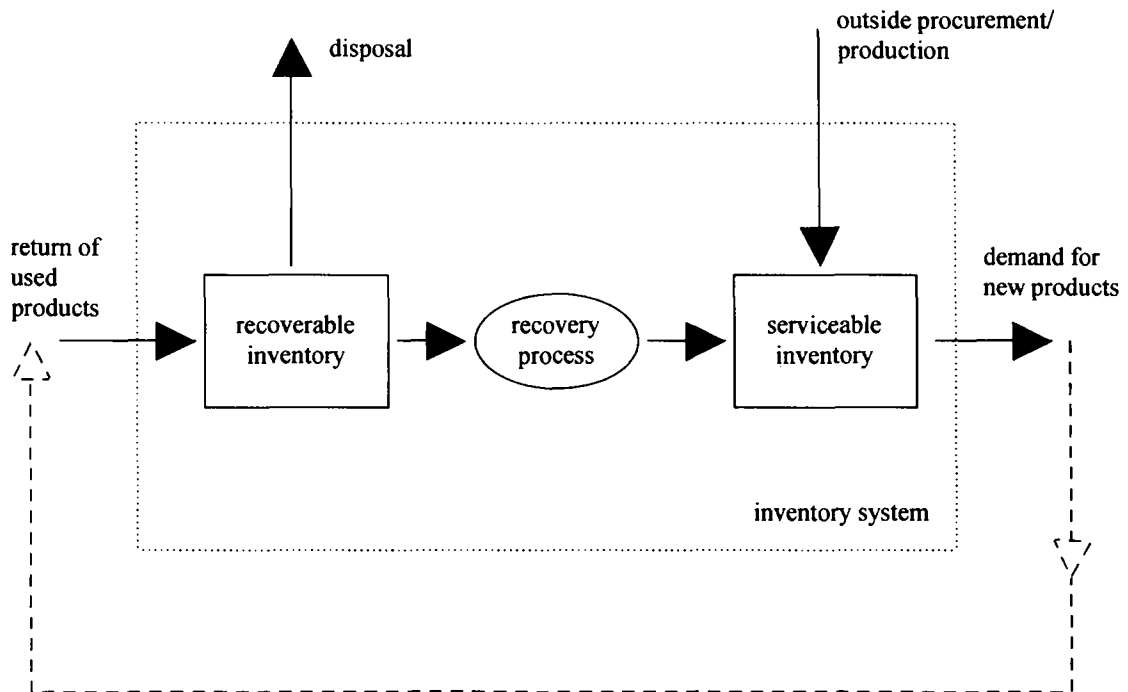 disposal
outside procurement/
production
return of
used
products
recoverable
inventory
recovery
process
serviceable
inventory
demand for
new products
inventory system